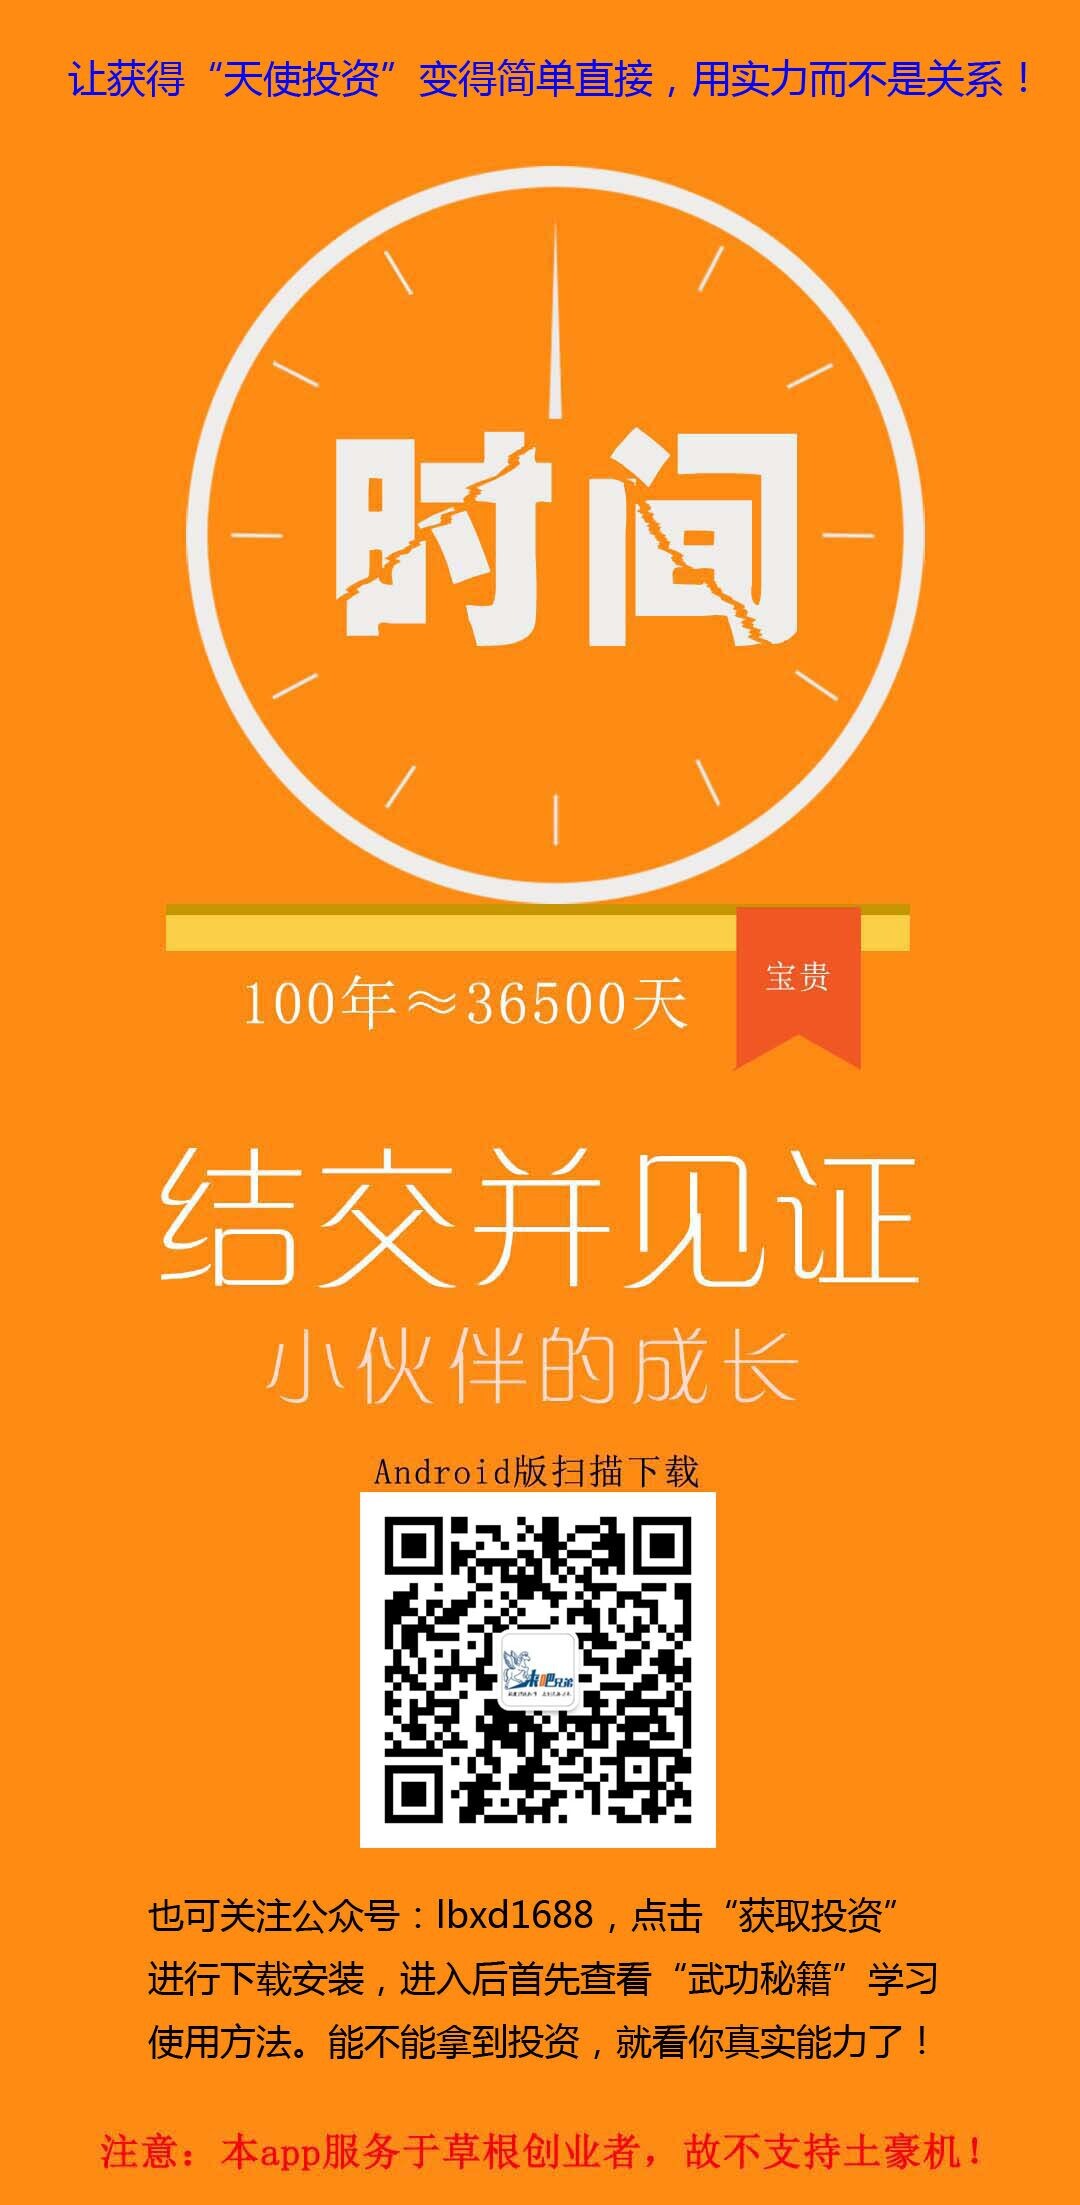 让获得“天使投资”变得简单直接，用实力而不是关系！
时间
宝贵
100年≈36500天
结交并见证
小伙伴的成长
Android版扫描下载
来吧兄弟
也可关注公众号：lbxd1688，点击“获取投资”
进行下载安装，进入后首先查看“武功秘籍”学习
使用方法。能不能拿到投资，就看你真实能力了！
注意：本app服务于草根创业者，故不支持土豪机！